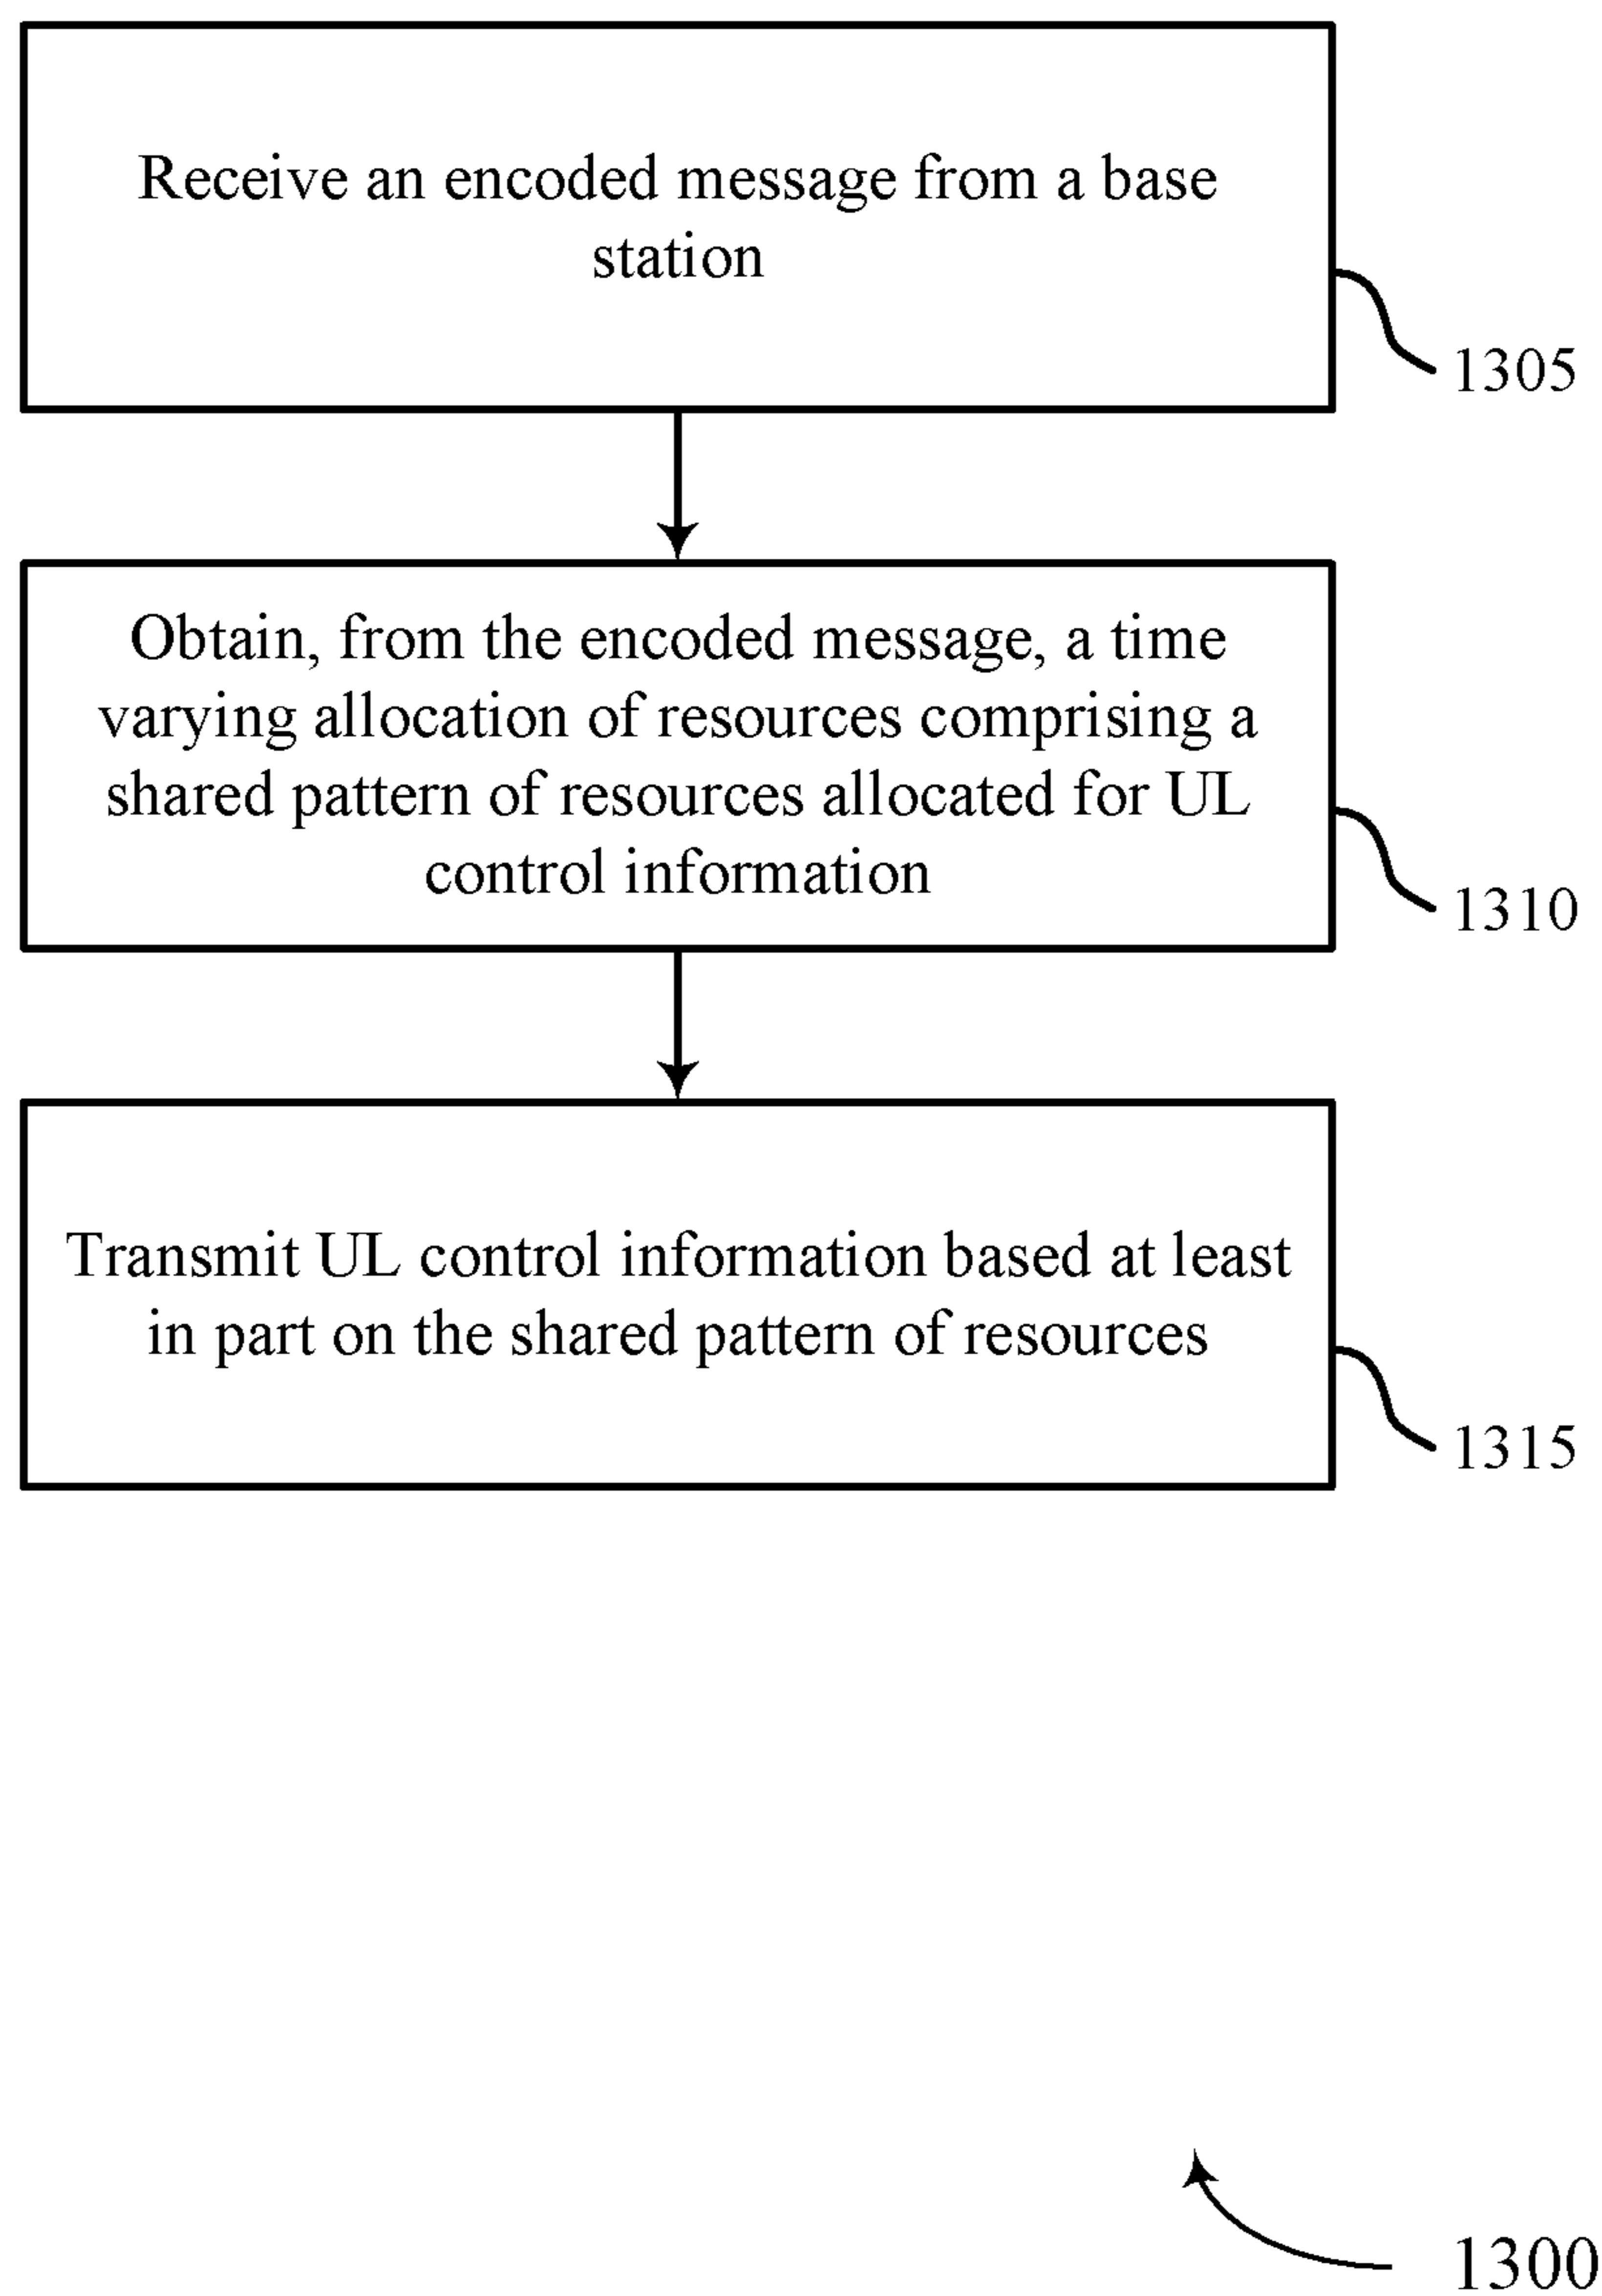 Receive an encoded message from a base
station
1305
Obtain, from the encoded message, a time
varying allocation of resources comprising a
shared pattern of resources allocated for UL
control information
1310
Transmit UL control information based at least
in part on the shared pattern of resources
1315
1300